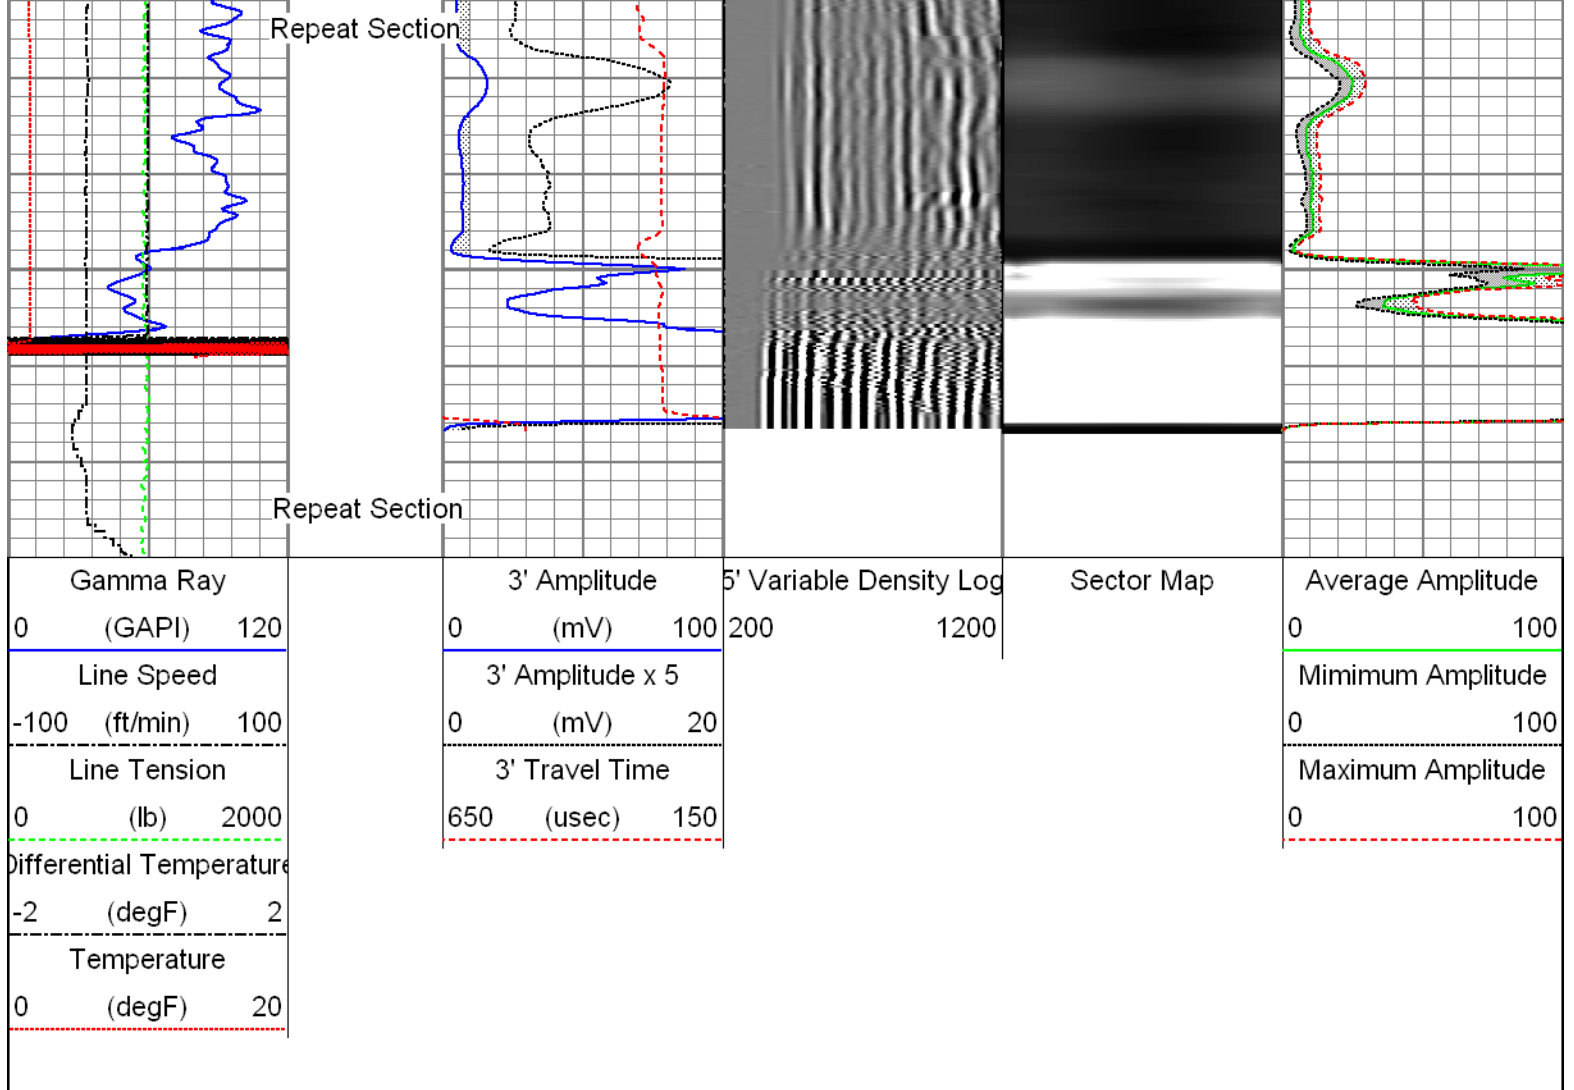 Repeat Section
Repeat Section
Gamma Ray
0 (GAPI) 120
Line Speed
-100 (ft/min) 100
Line Tension
0 (lb) 2000
Differential Temperature
-2 (degF) 2
Temperature
0 (degF) 20
3' Amplitude
0 (mV) 100
3' Amplitude x 5
0 (mV) 20
3' Travel Time
650 (usec) 150
5' Variable Density Log
200 1200
Sector Map
Average Amplitude
0 100
Mimimum Amplitude
0 100
Maximum Amplitude
0 100